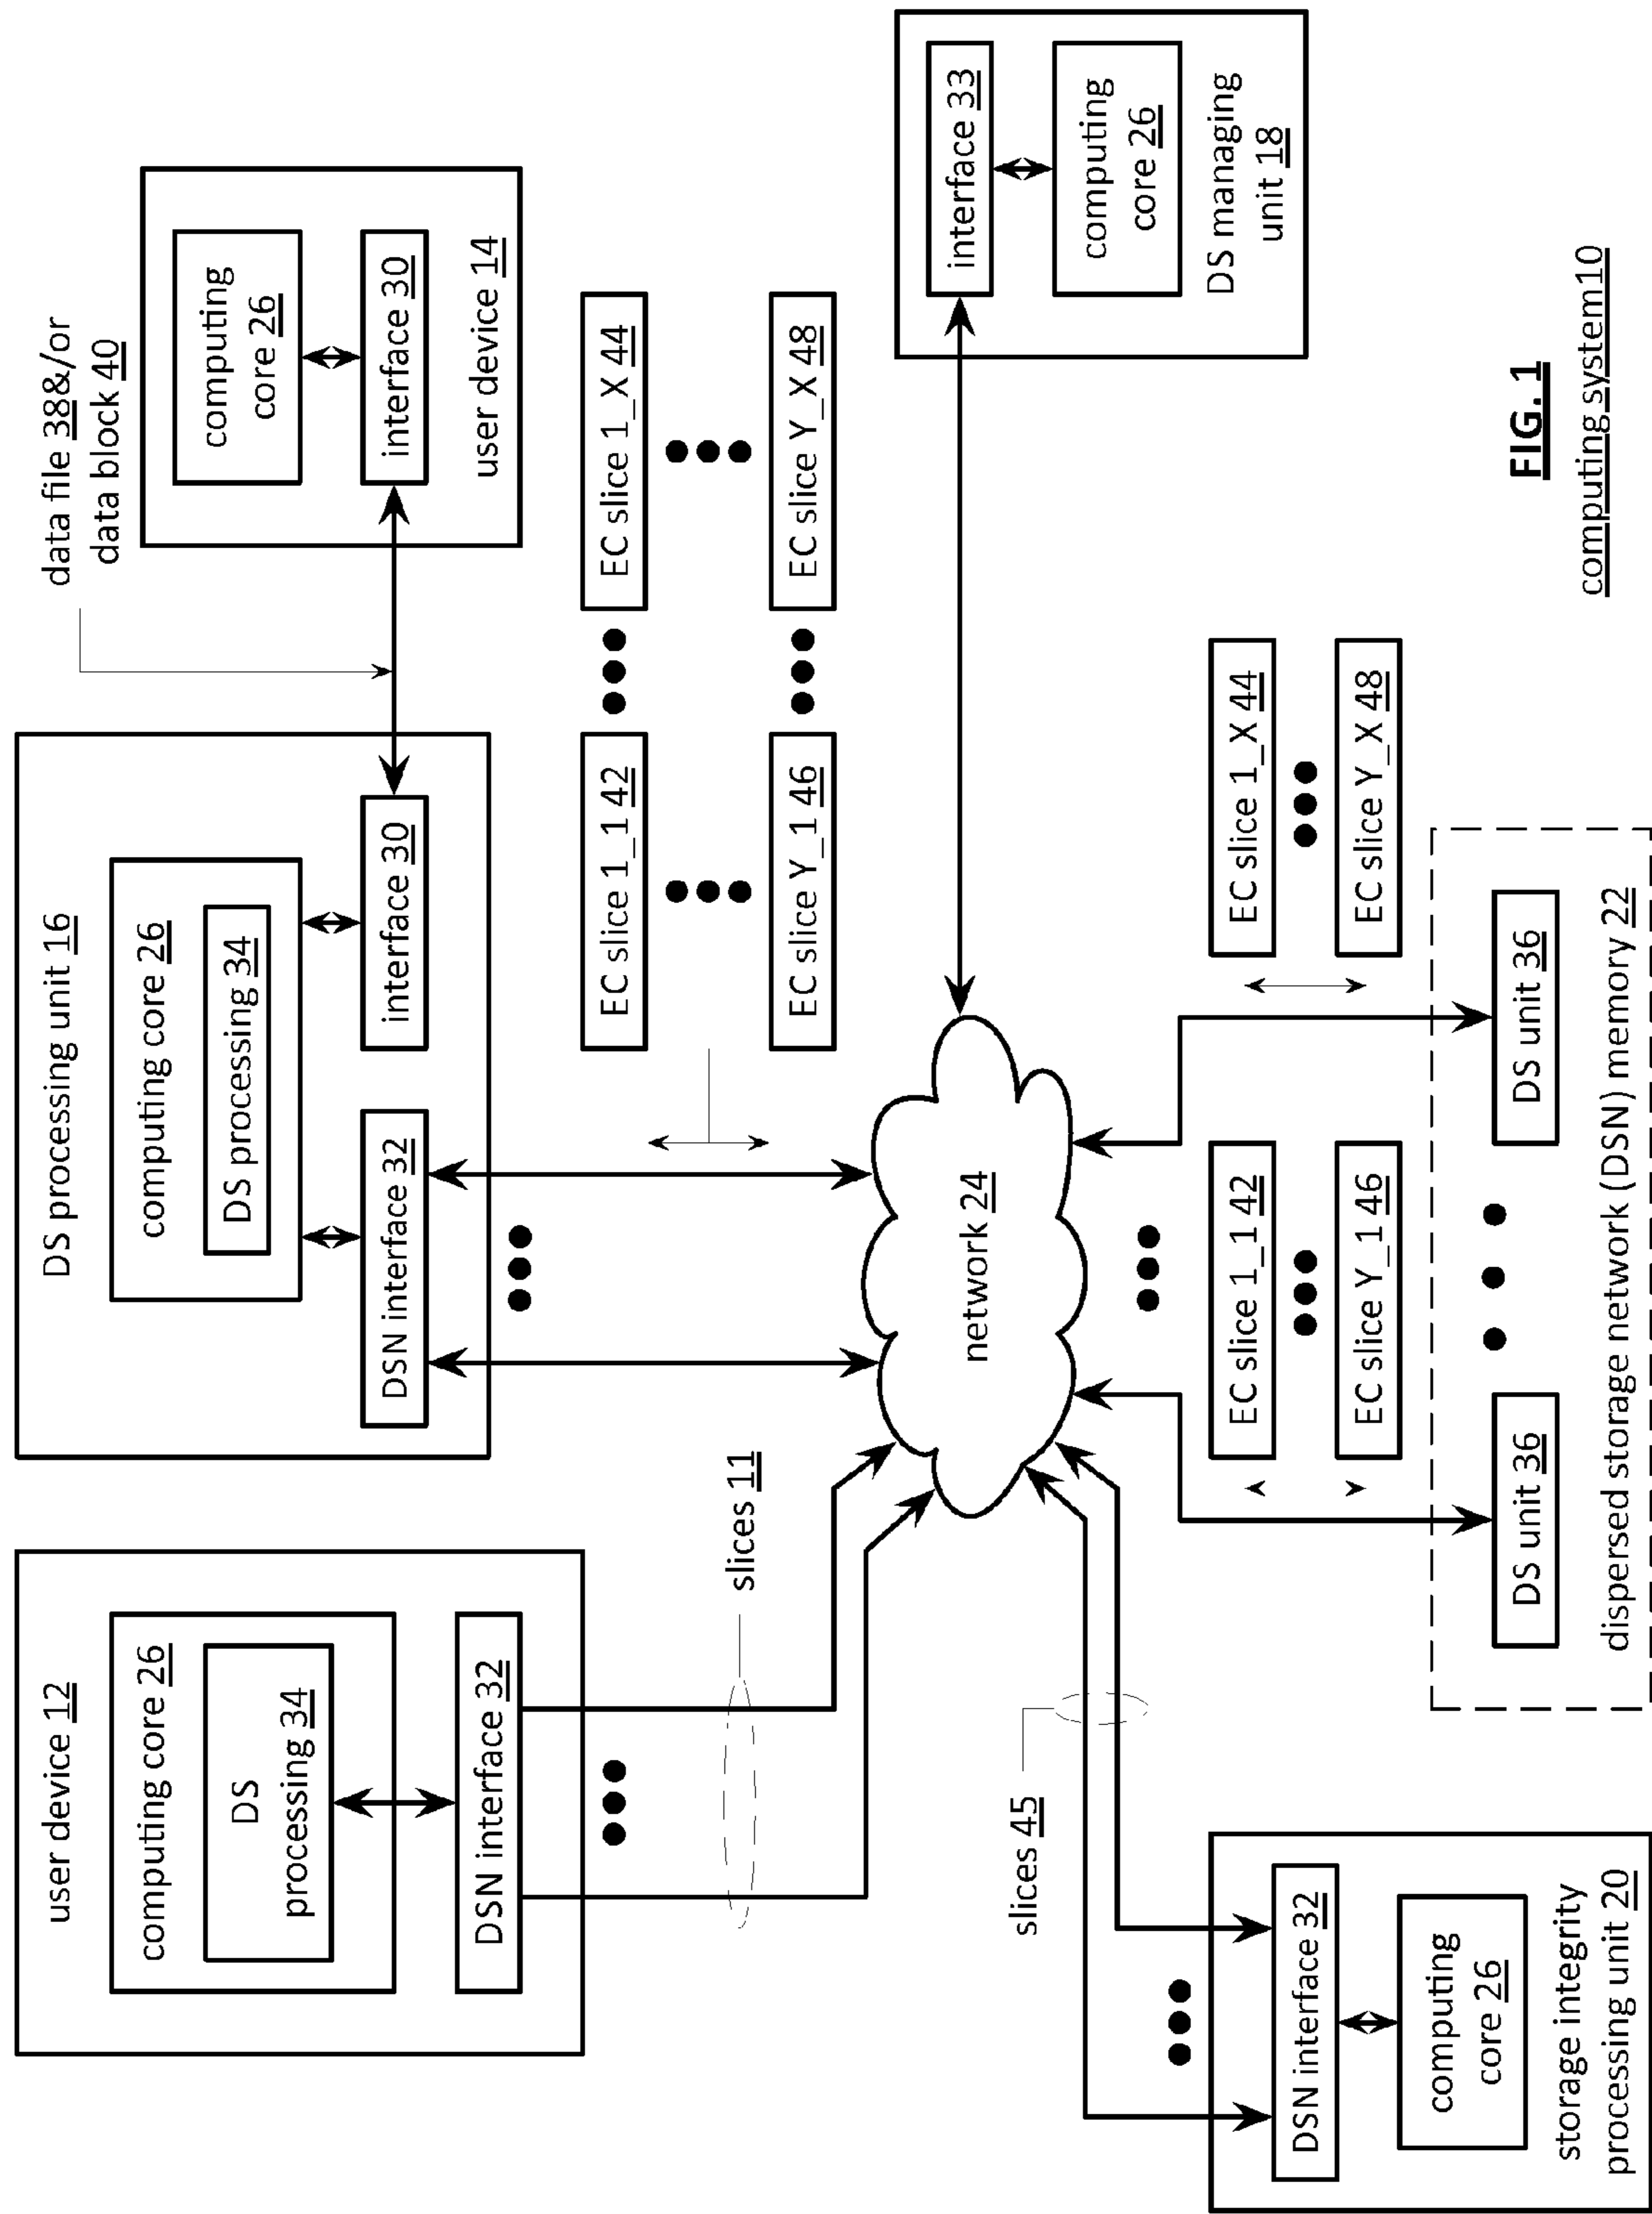 user device 12
computing core 26
DS
processing 34
DSN interface 32
slices 11
DS processing unit 16
computing core 26
DS processing 34
DSN interface 32
interface 30
data file 38&/or
data block 40
computing
core 26
interface 30
user device 14
EC slice 1_1 42
EC slice 1_X 44
EC slice Y_1 46
EC slice Y_X 48
network 24
interface 33
computing
core 26
DS managing
unit 18
slices 45
DSN interface 32
computing
core 26
storage integrity
processing unit 20
EC slice 1_1 42
EC slice 1_X 44
EC slice Y_1 46
EC slice Y_X 48
DS unit 36
DS unit 36
dispersed storage network (DSN) memory 22
FIG. 1
computing system10